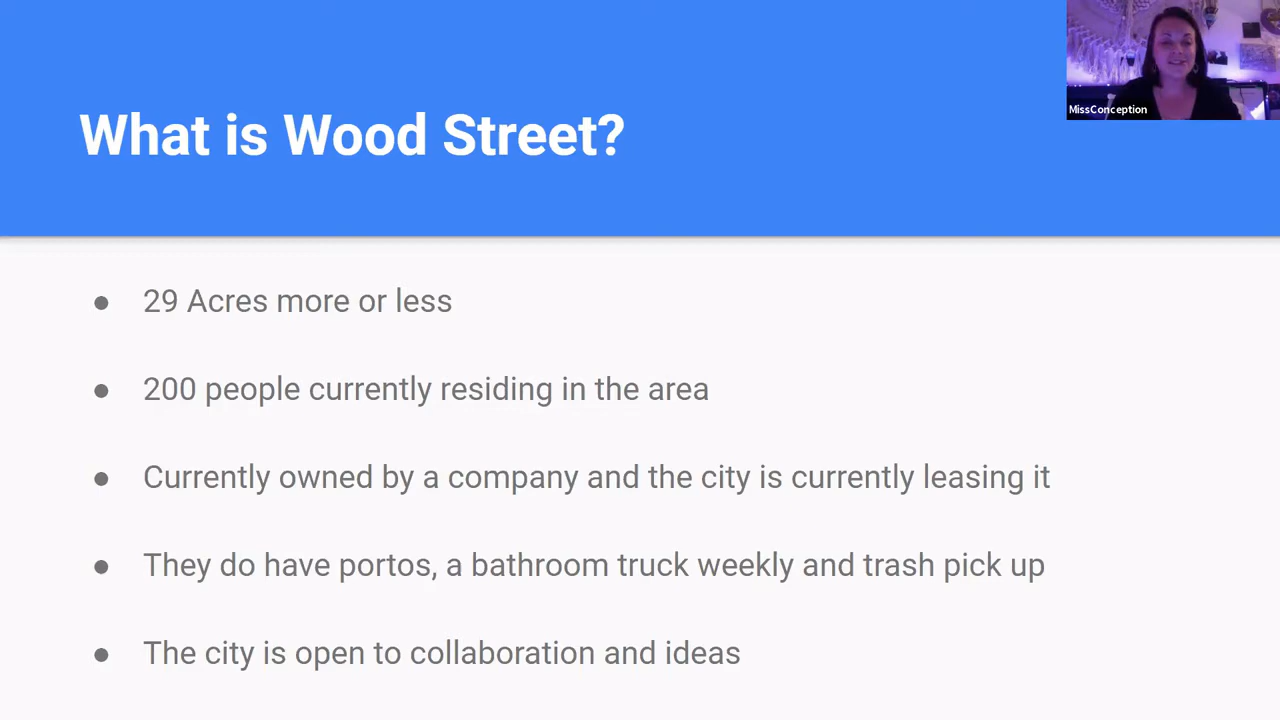 What is Wood Street?
MissConception
● 29 Acres more or less
● 200 people currently residing in the area
● Currently owned by a company and the city is currently leasing it
● They do have portos, a bathroom truck weekly and trash pick up
● The city is open to collaboration and ideas